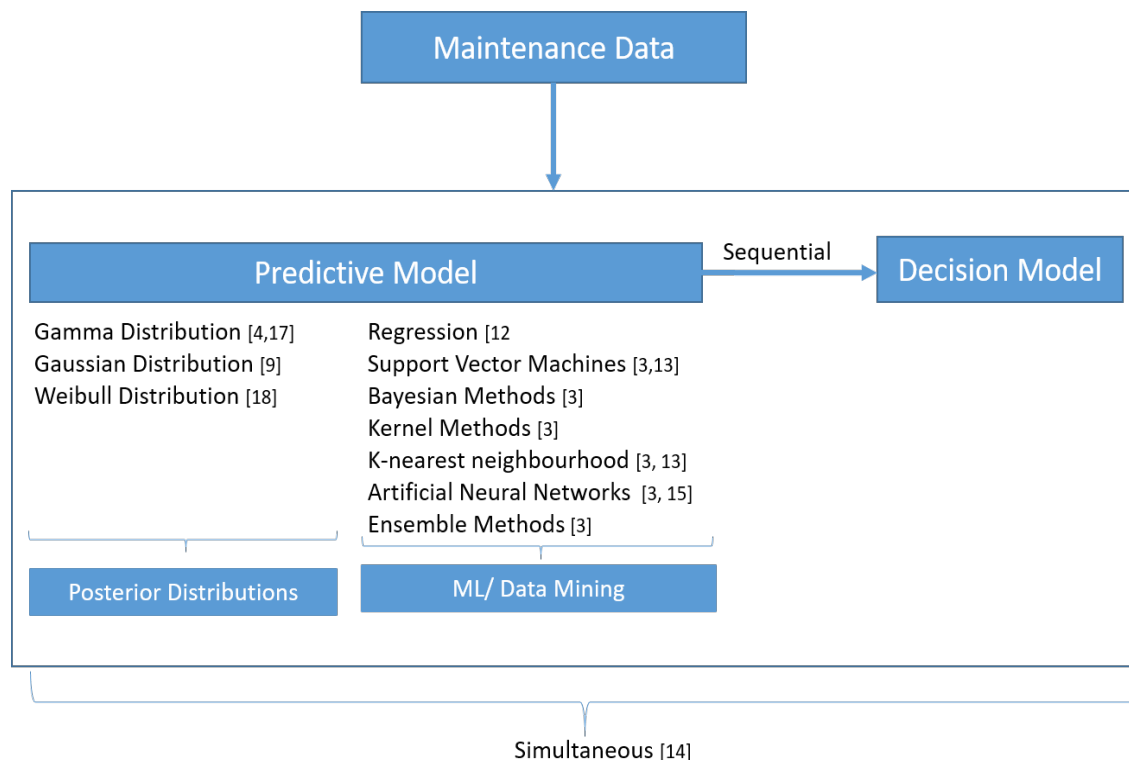 Maintenance Data
Sequential
Predictive Model
Decision Model
Gamma Distribution [4,17]
Gaussian Distribution [9]
Weibull Distribution [18]
Regression [12
Support Vector Machines [3,13]
Bayesian Methods [3]
Kernel Methods [3]
K-nearest neighbourhood [3, 13]
Artificial Neural Networks [3, 15]
Ensemble Methods [3]
Posterior Distributions
ML/ Data Mining
Simultaneous [14]